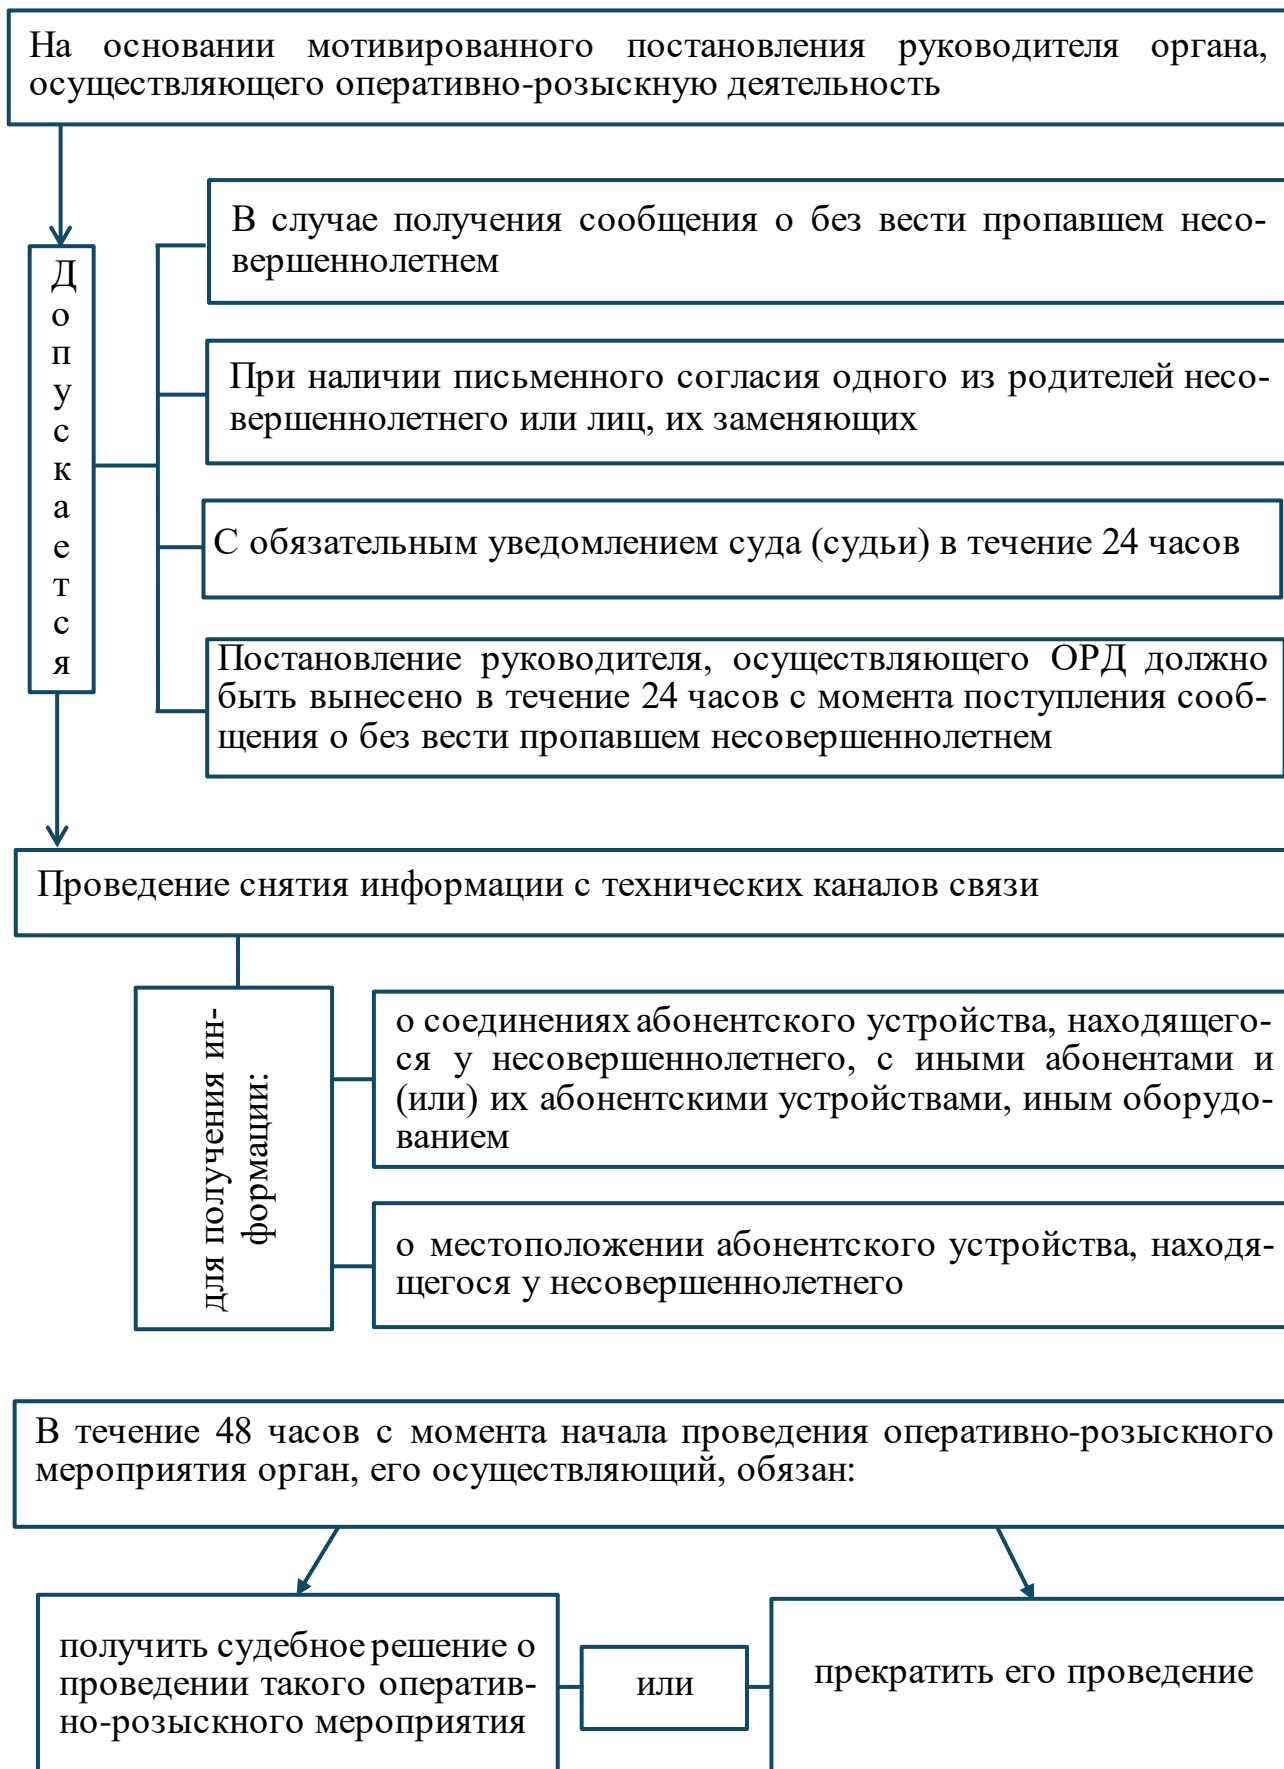 На основании мотивированного постановления руководителя органа,
осуществляющего оперативно-розыскную деятельность
Допускается
В случае получения сообщения о без вести пропавшем несо-
вершеннолетнем
При наличии письменного согласия одного из родителей несо-
вершеннолетнего или лиц, их заменяющих
С обязательным уведомлением суда (судьи) в течение 24 часов
Постановление руководителя, осуществляющего ОРД должно
быть вынесено в течение 24 часов с момента поступления сооб-
щения о без вести пропавшем несовершеннолетнем
Проведение снятия информации с технических каналов связи
для получения ин-
формации:
о соединениях абонентского устройства, находящего-
ся у несовершеннолетнего, с иными абонентами и
(или) их абонентскими устройствами, иным оборудо-
ванием
о местоположении абонентского устройства, находя-
щегося у несовершеннолетнего
В течение 48 часов с момента начала проведения оперативно-розыскного
мероприятия орган, его осуществляющий, обязан:
получить судебное решение о
проведении такого оператив-
но-розыскного мероприятия
или
прекратить его проведение